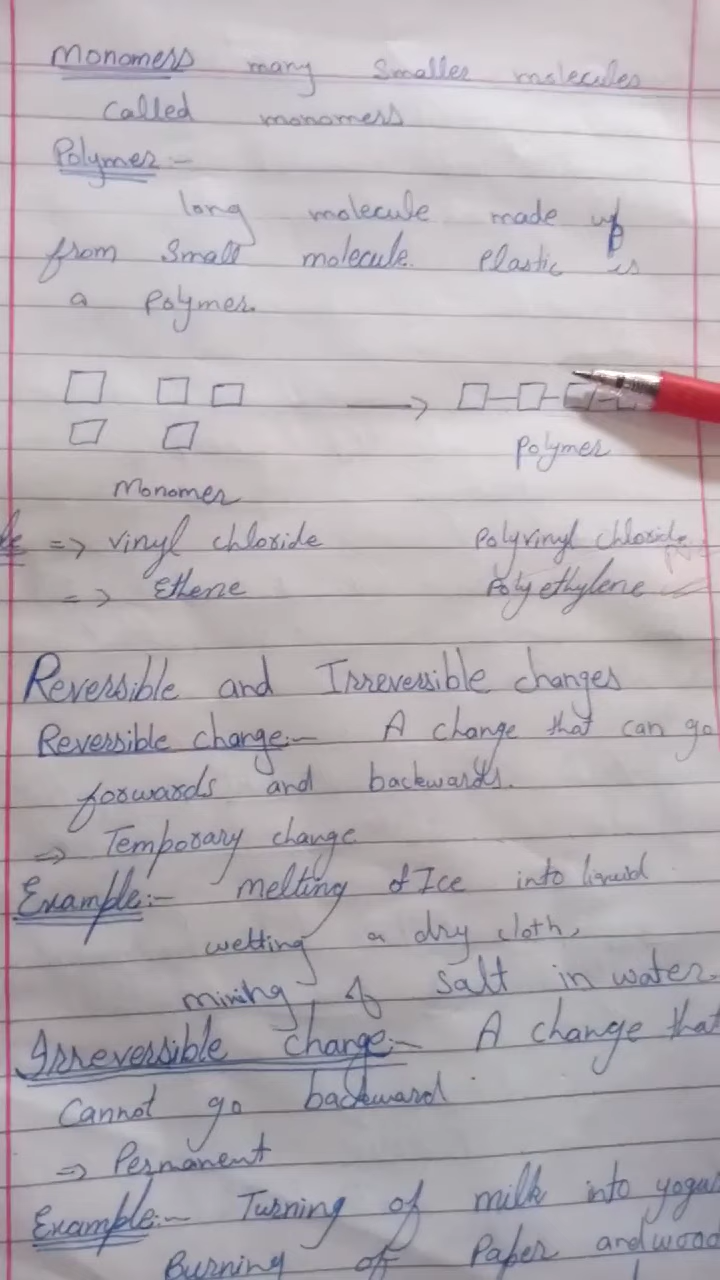 Monomers many smaller molecules
called monomers
Polymer:-
long molecule made up
from small molecule. Plastic is
a polymer.
Polymer
Monomer
=> Vinyl chloride Polyvinyl chloride
=> Ethene Polyethylene
Reversible and Irreversible changes
Reversible change:- A change that can go
forwards and backwards.
=> Temporary change
Example:- melting of Ice into liquid
wetting a dry cloth,
mixing of salt in water.
Irreversible change:- A change that
cannot go backward.
=> Permanent
Example:- Turning of milk into
Burning of Paper and wood